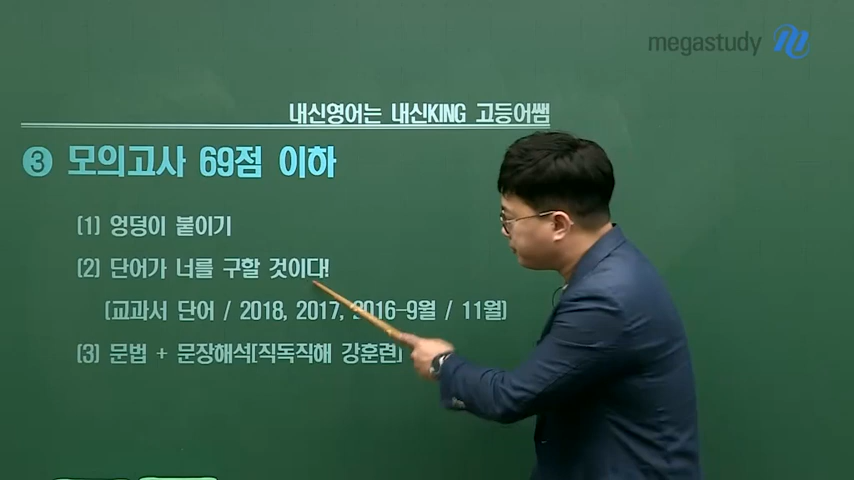 megastudy
내신영어는 내신KING 고등어쌤
❸ 모의고사 69점 이하
(1) 엉덩이 붙이기
(2) 단어가 너를 구할 것이다!
(교과서 단어 / 2018, 2017, 2016-9월 / 11월)
(3) 문법 + 문장해석[직독직해 강훈련]